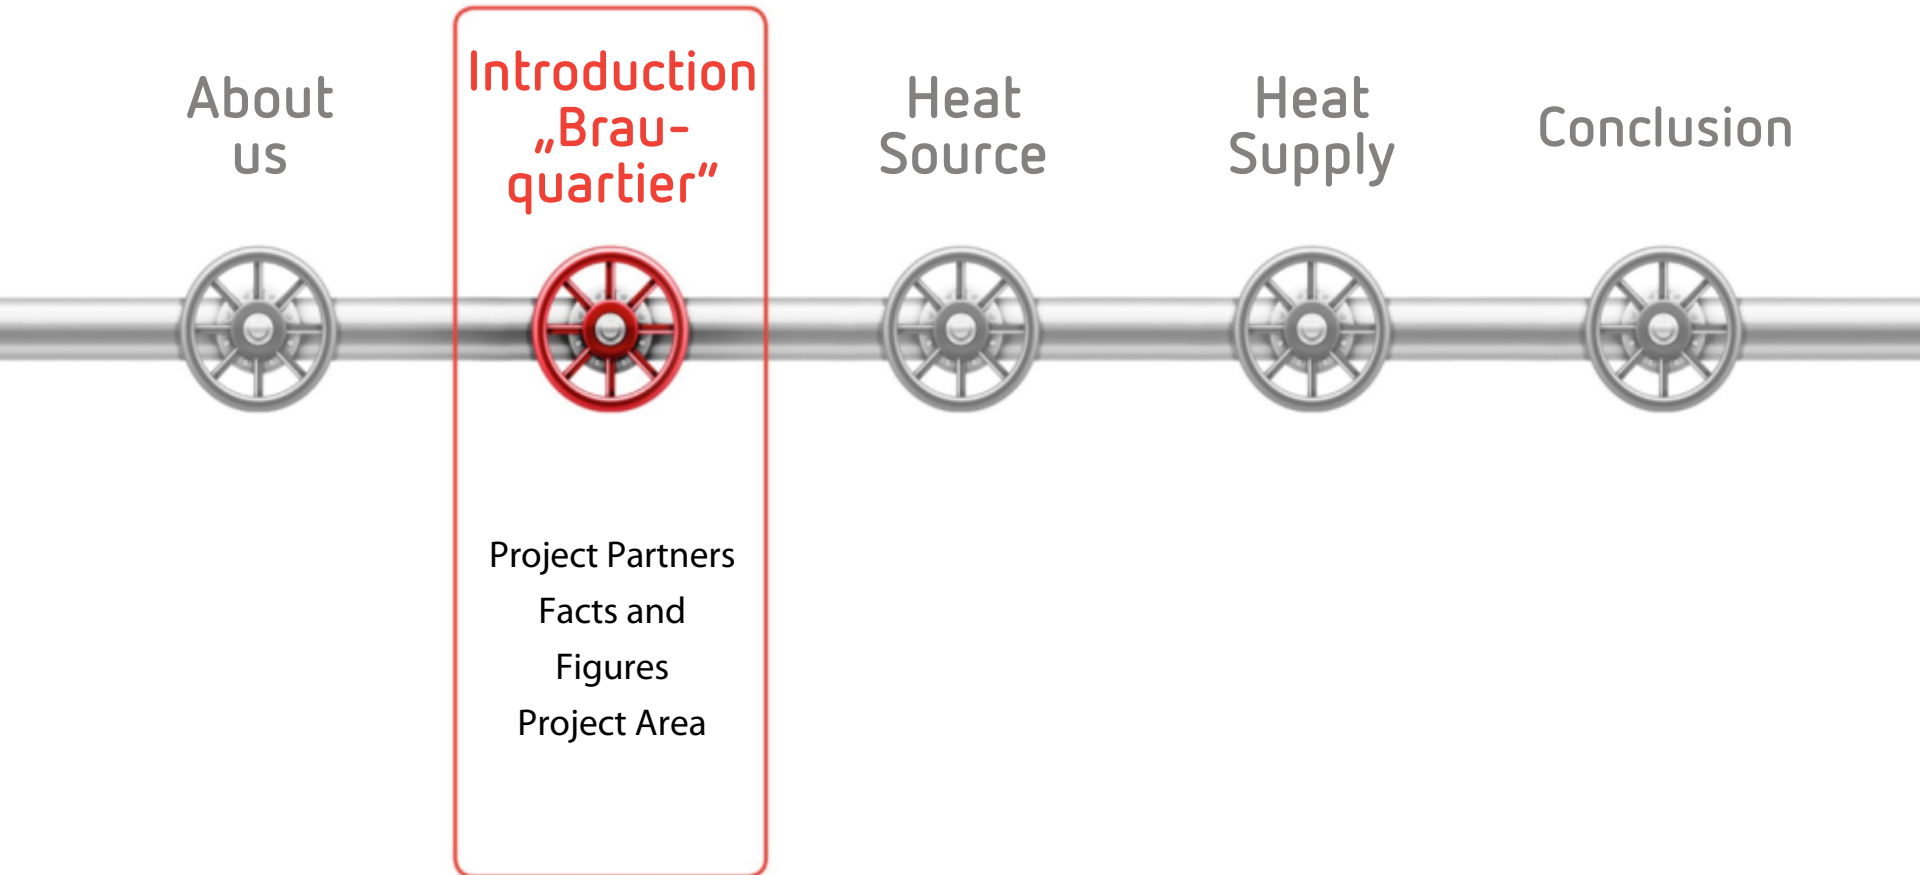 About
us
Introduction
„Brau-
quartier“
Heat
Source
Heat
Supply
Conclusion
Project Partners
Facts and
Figures
Project Area